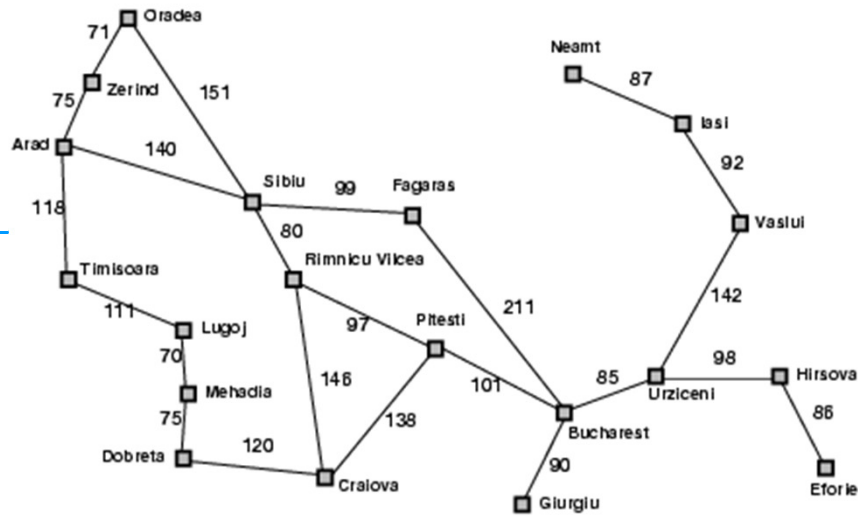 Oradea
71
Neamt
87
Zerind
151
75
Iasi
Arad
140
92
Sibiu
99
Fagaras
118
80
Vaslui
Rimnicu Vilcea
Timisoara
142
111
211
Lugoj
97
Pitesti
70
98
146
85
Hirsova
101
Mehadia
Urziceni
75
138
86
Bucharest
120
Dobreta
90
Craiova
Eforie
Giurgiu